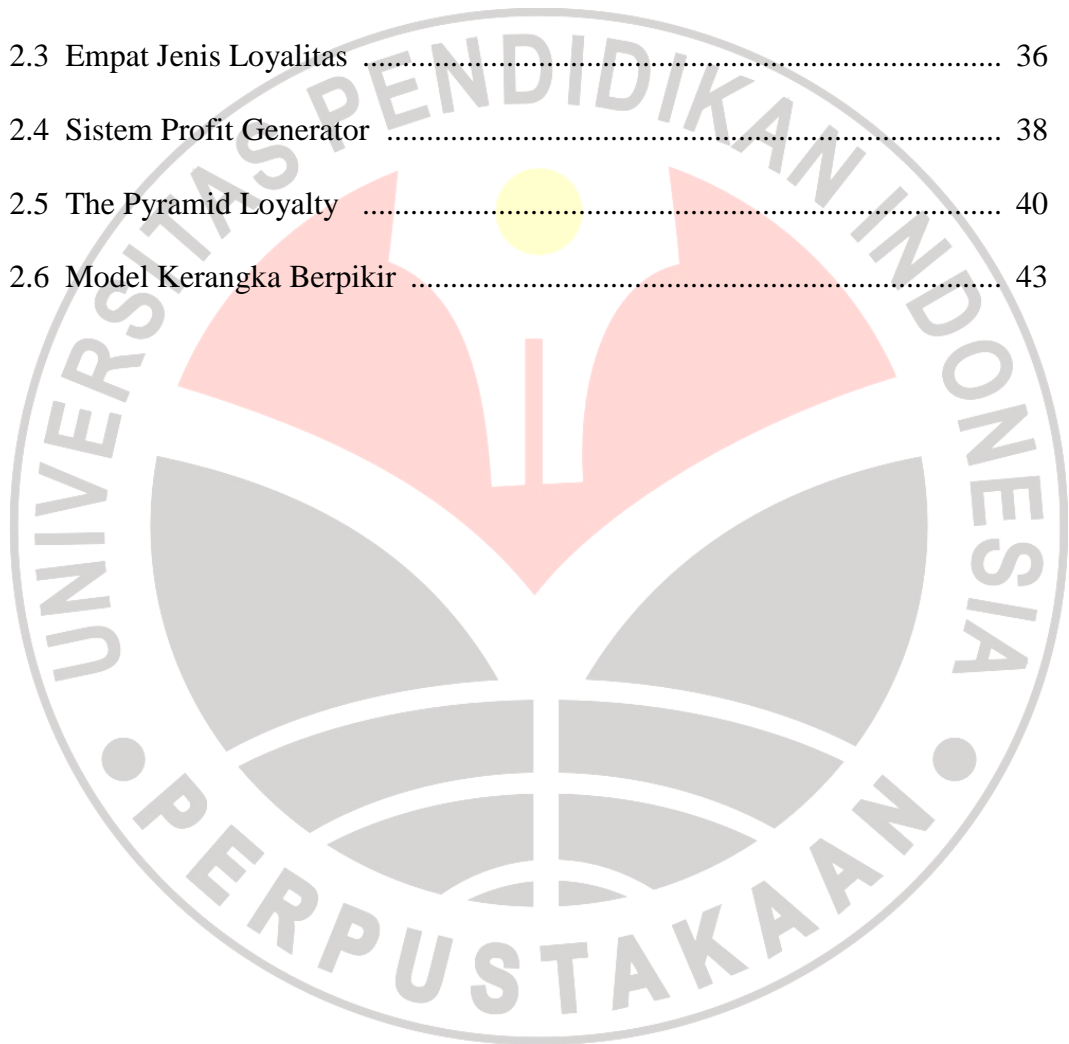 2.3 Empat Jenis Loyalitas ................................................................................ 36
2.4 Sistem Profit Generator ............................................................................. 38
2.5 The Pyramid Loyalty ................................................................................ 40
2.6 Model Kerangka Berpikir .......................................................................... 43
UNIVERSITAS PENDIDIKAN INDONESIA
PERPUSTAKAAN